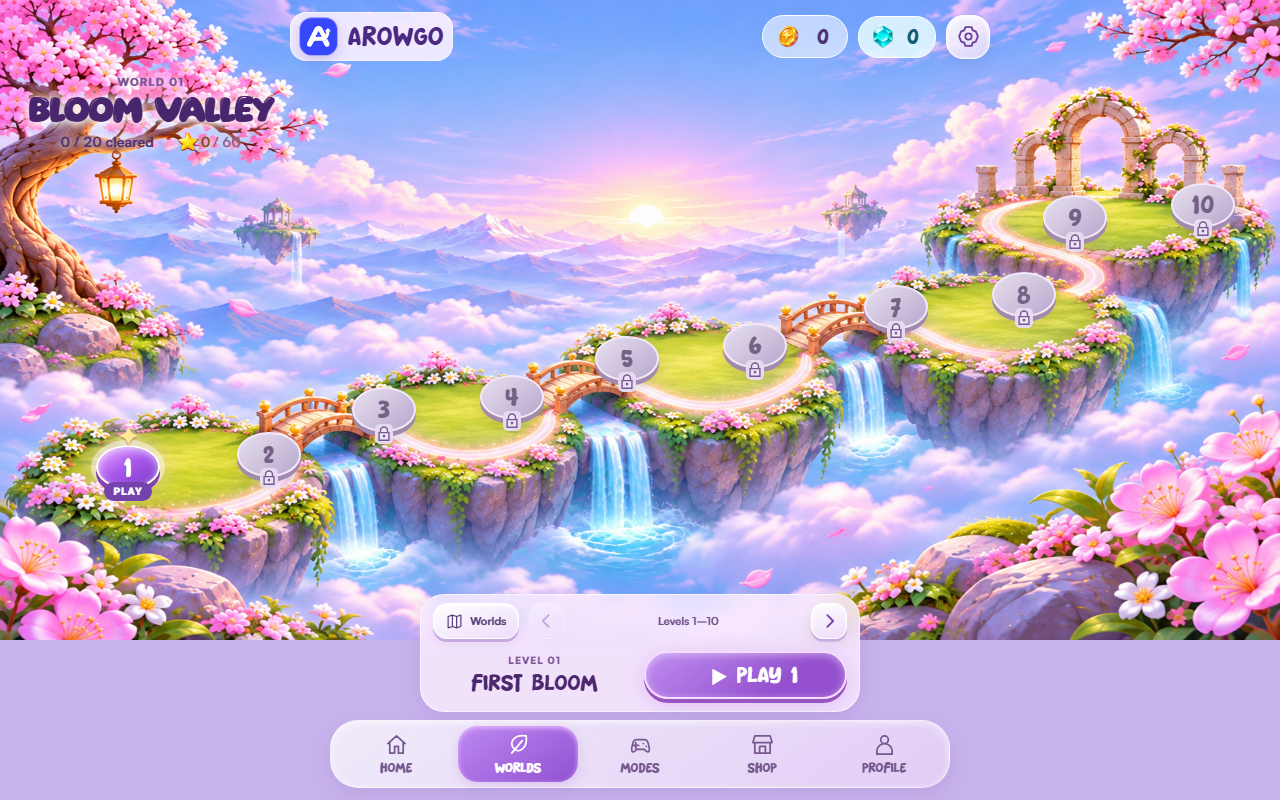 AROWGO
0
0
WORLD 01
BLOOM VALLEY
0 / 20 cleared
0 / 60
10
9
8
7
6
5
4
3
2
1
PLAY
Worlds
Levels 1—10
LEVEL 01
FIRST BLOOM
PLAY 1
HOME
WORLDS
MODES
SHOP
PROFILE